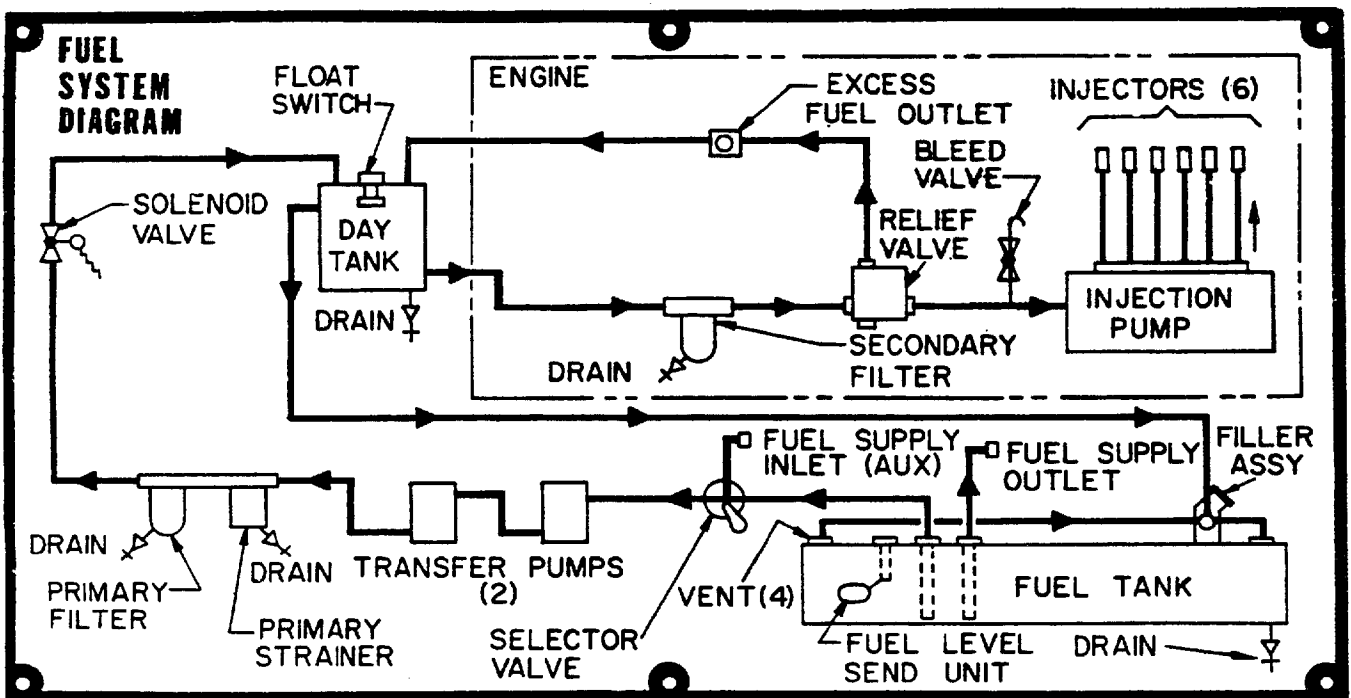 FUEL
SYSTEM
DIAGRAM
FLOAT
SWITCH
ENGINE
EXCESS
FUEL OUTLET
INJECTORS (6)
BLEED
VALVE
SOLENOID
VALVE
DAY
TANK
RELIEF
VALVE
DRAIN
INJECTION
PUMP
SECONDARY
FILTER
DRAIN
FUEL SUPPLY
INLET (AUX)
FUEL SUPPLY
OUTLET
FILLER
ASSY
DRAIN
PRIMARY
FILTER
DRAIN
PRIMARY
STRAINER
TRANSFER PUMPS
(2)
SELECTOR
VALVE
VENT (4)
FUEL TANK
FUEL LEVEL
SEND UNIT
DRAIN